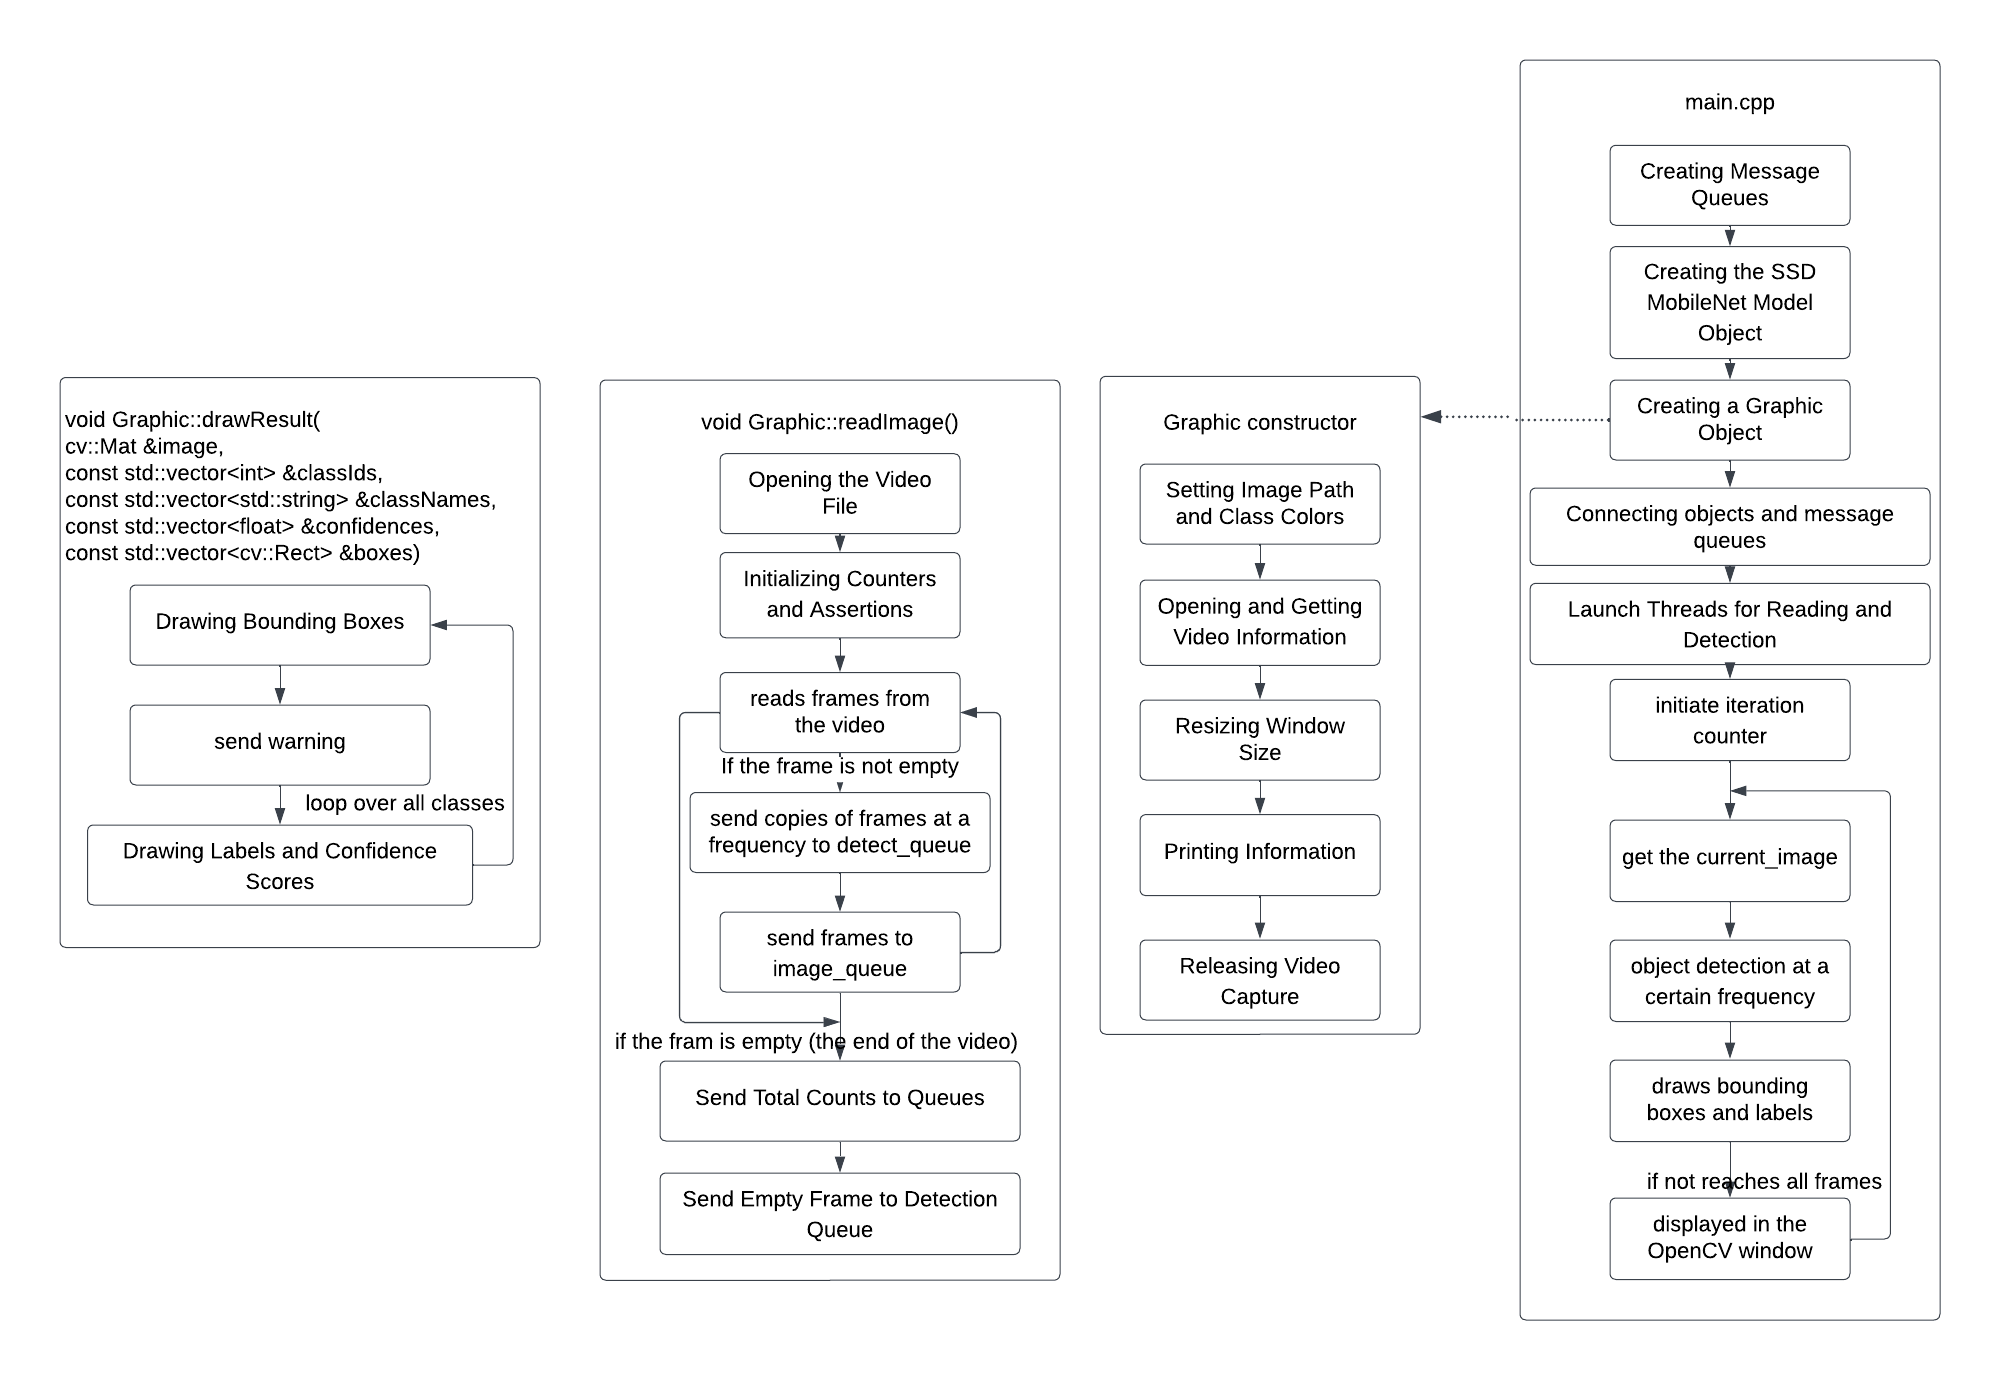 void Graphic::drawResult(
cv::Mat &image,
const std::vector<int> &classIds,
const std::vector<std::string> &classNames,
const std::vector<float> &confidences,
const std::vector<cv::Rect> &boxes)
Drawing Bounding Boxes
send warning
loop over all classes
Drawing Labels and Confidence
Scores
void Graphic::readImage()
Opening the Video
File
Initializing Counters
and Assertions
reads frames from
the video
If the frame is not empty
send copies of frames at a
frequency to detect_queue
send frames to
image_queue
if the fram is empty (the end of the video)
Send Total Counts to Queues
Send Empty Frame to Detection
Queue
Graphic constructor
Setting Image Path
and Class Colors
Opening and Getting
Video Information
Resizing Window
Size
Printing Information
Releasing Video
Capture
main.cpp
Creating Message
Queues
Creating the SSD
MobileNet Model
Object
Creating a Graphic
Object
Connecting objects and message
queues
Launch Threads for Reading and
Detection
initiate iteration
counter
get the current_image
object detection at a
certain frequency
draws bounding
boxes and labels
if not reaches all frames
displayed in the
OpenCV window